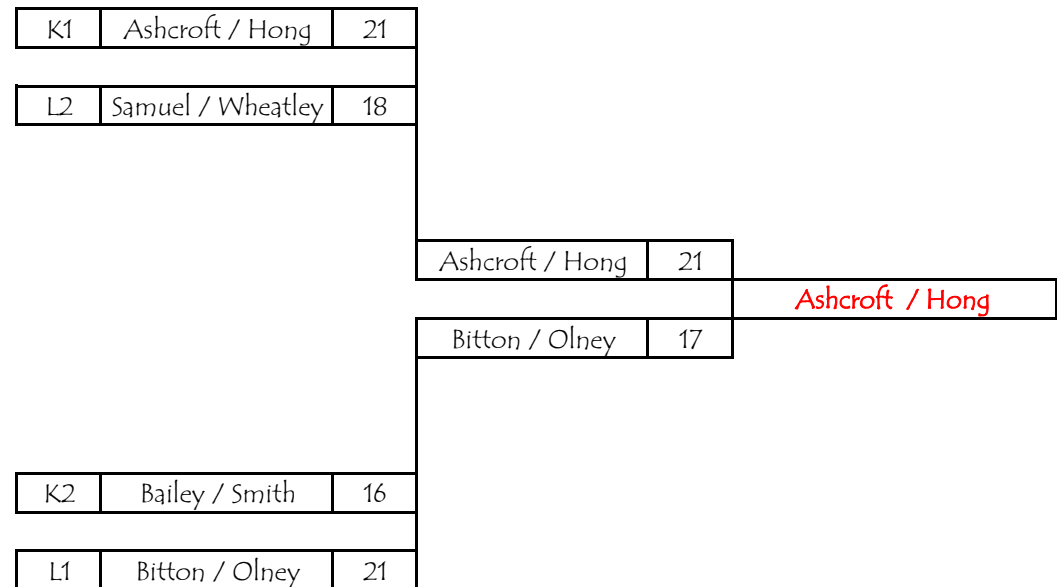 K1 Ashcroft / Hong 21
L2 Samuel / Wheatley 18
Ashcroft / Hong 21
Ashcroft / Hong
Bitton / Olney 17
K2 Bailey / Smith 16
L1 Bitton / Olney 21